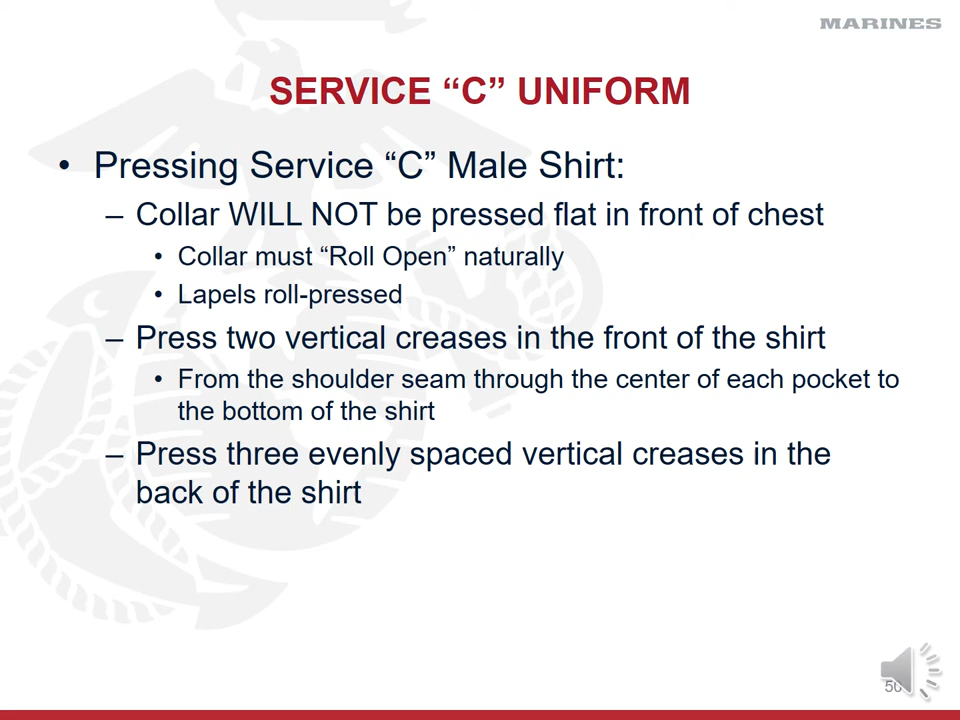 MARINES
SERVICE “C” UNIFORM
• Pressing Service “C” Male Shirt:
– Collar WILL NOT be pressed flat in front of chest
• Collar must “Roll Open” naturally
• Lapels roll-pressed
– Press two vertical creases in the front of the shirt
• From the shoulder seam through the center of each pocket to
the bottom of the shirt
– Press three evenly spaced vertical creases in the
back of the shirt